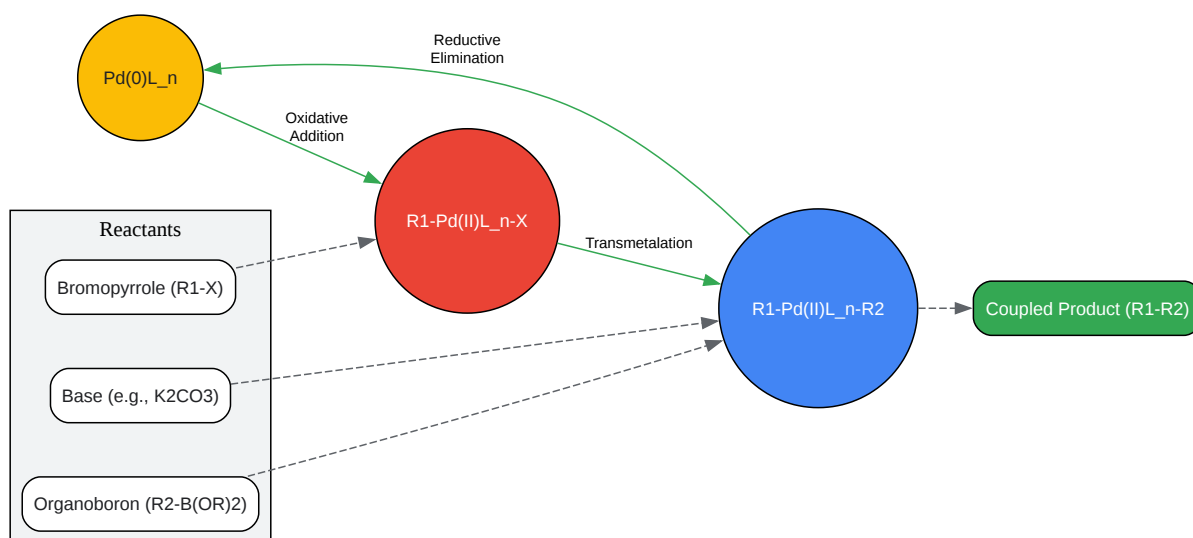 Reductive
Elimination
Pd(0)L_n
Oxidative
Addition
R1-Pd(II)L_n-X
Reactants
Transmetalation
Bromopyrrole (R1-X)
R1-Pd(II)L_n-R2
Coupled Product (R1-R2)
Base (e.g., K2CO3)
Organoboron (R2-B(OR)2)